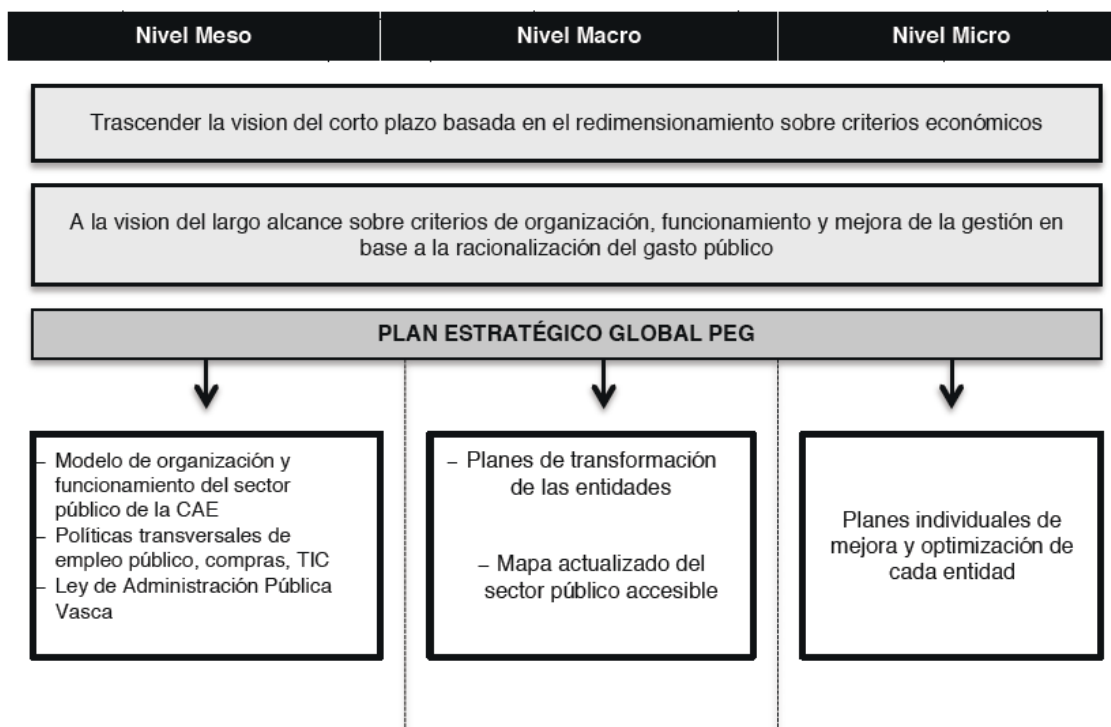 Nivel Meso
Nivel Macro
Nivel Micro
Trascender la vision del corto plazo basada en el redimensionamiento sobre criterios económicos
A la vision del largo alcance sobre criterios de organización, funcionamiento y mejora de la gestión en
base a la racionalización del gasto público
PLAN ESTRATÉGICO GLOBAL PEG
– Modelo de organización y
funcionamiento del sector
público de la CAE
– Políticas transversales de
empleo público, compras, TIC
– Ley de Administración Pública
Vasca
– Planes de transformación
de las entidades
– Mapa actualizado del
sector público accesible
Planes individuales de
mejora y optimización de
cada entidad